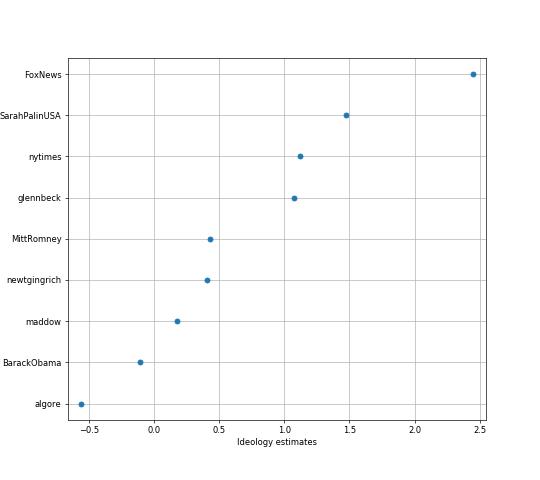 FoxNews
SarahPalinUSA
nytimes
glennbeck
MittRomney
newtgingrich
maddow
BarackObama
algore
−0.5 0.0 0.5 1.0 1.5 2.0 2.5
Ideology estimates